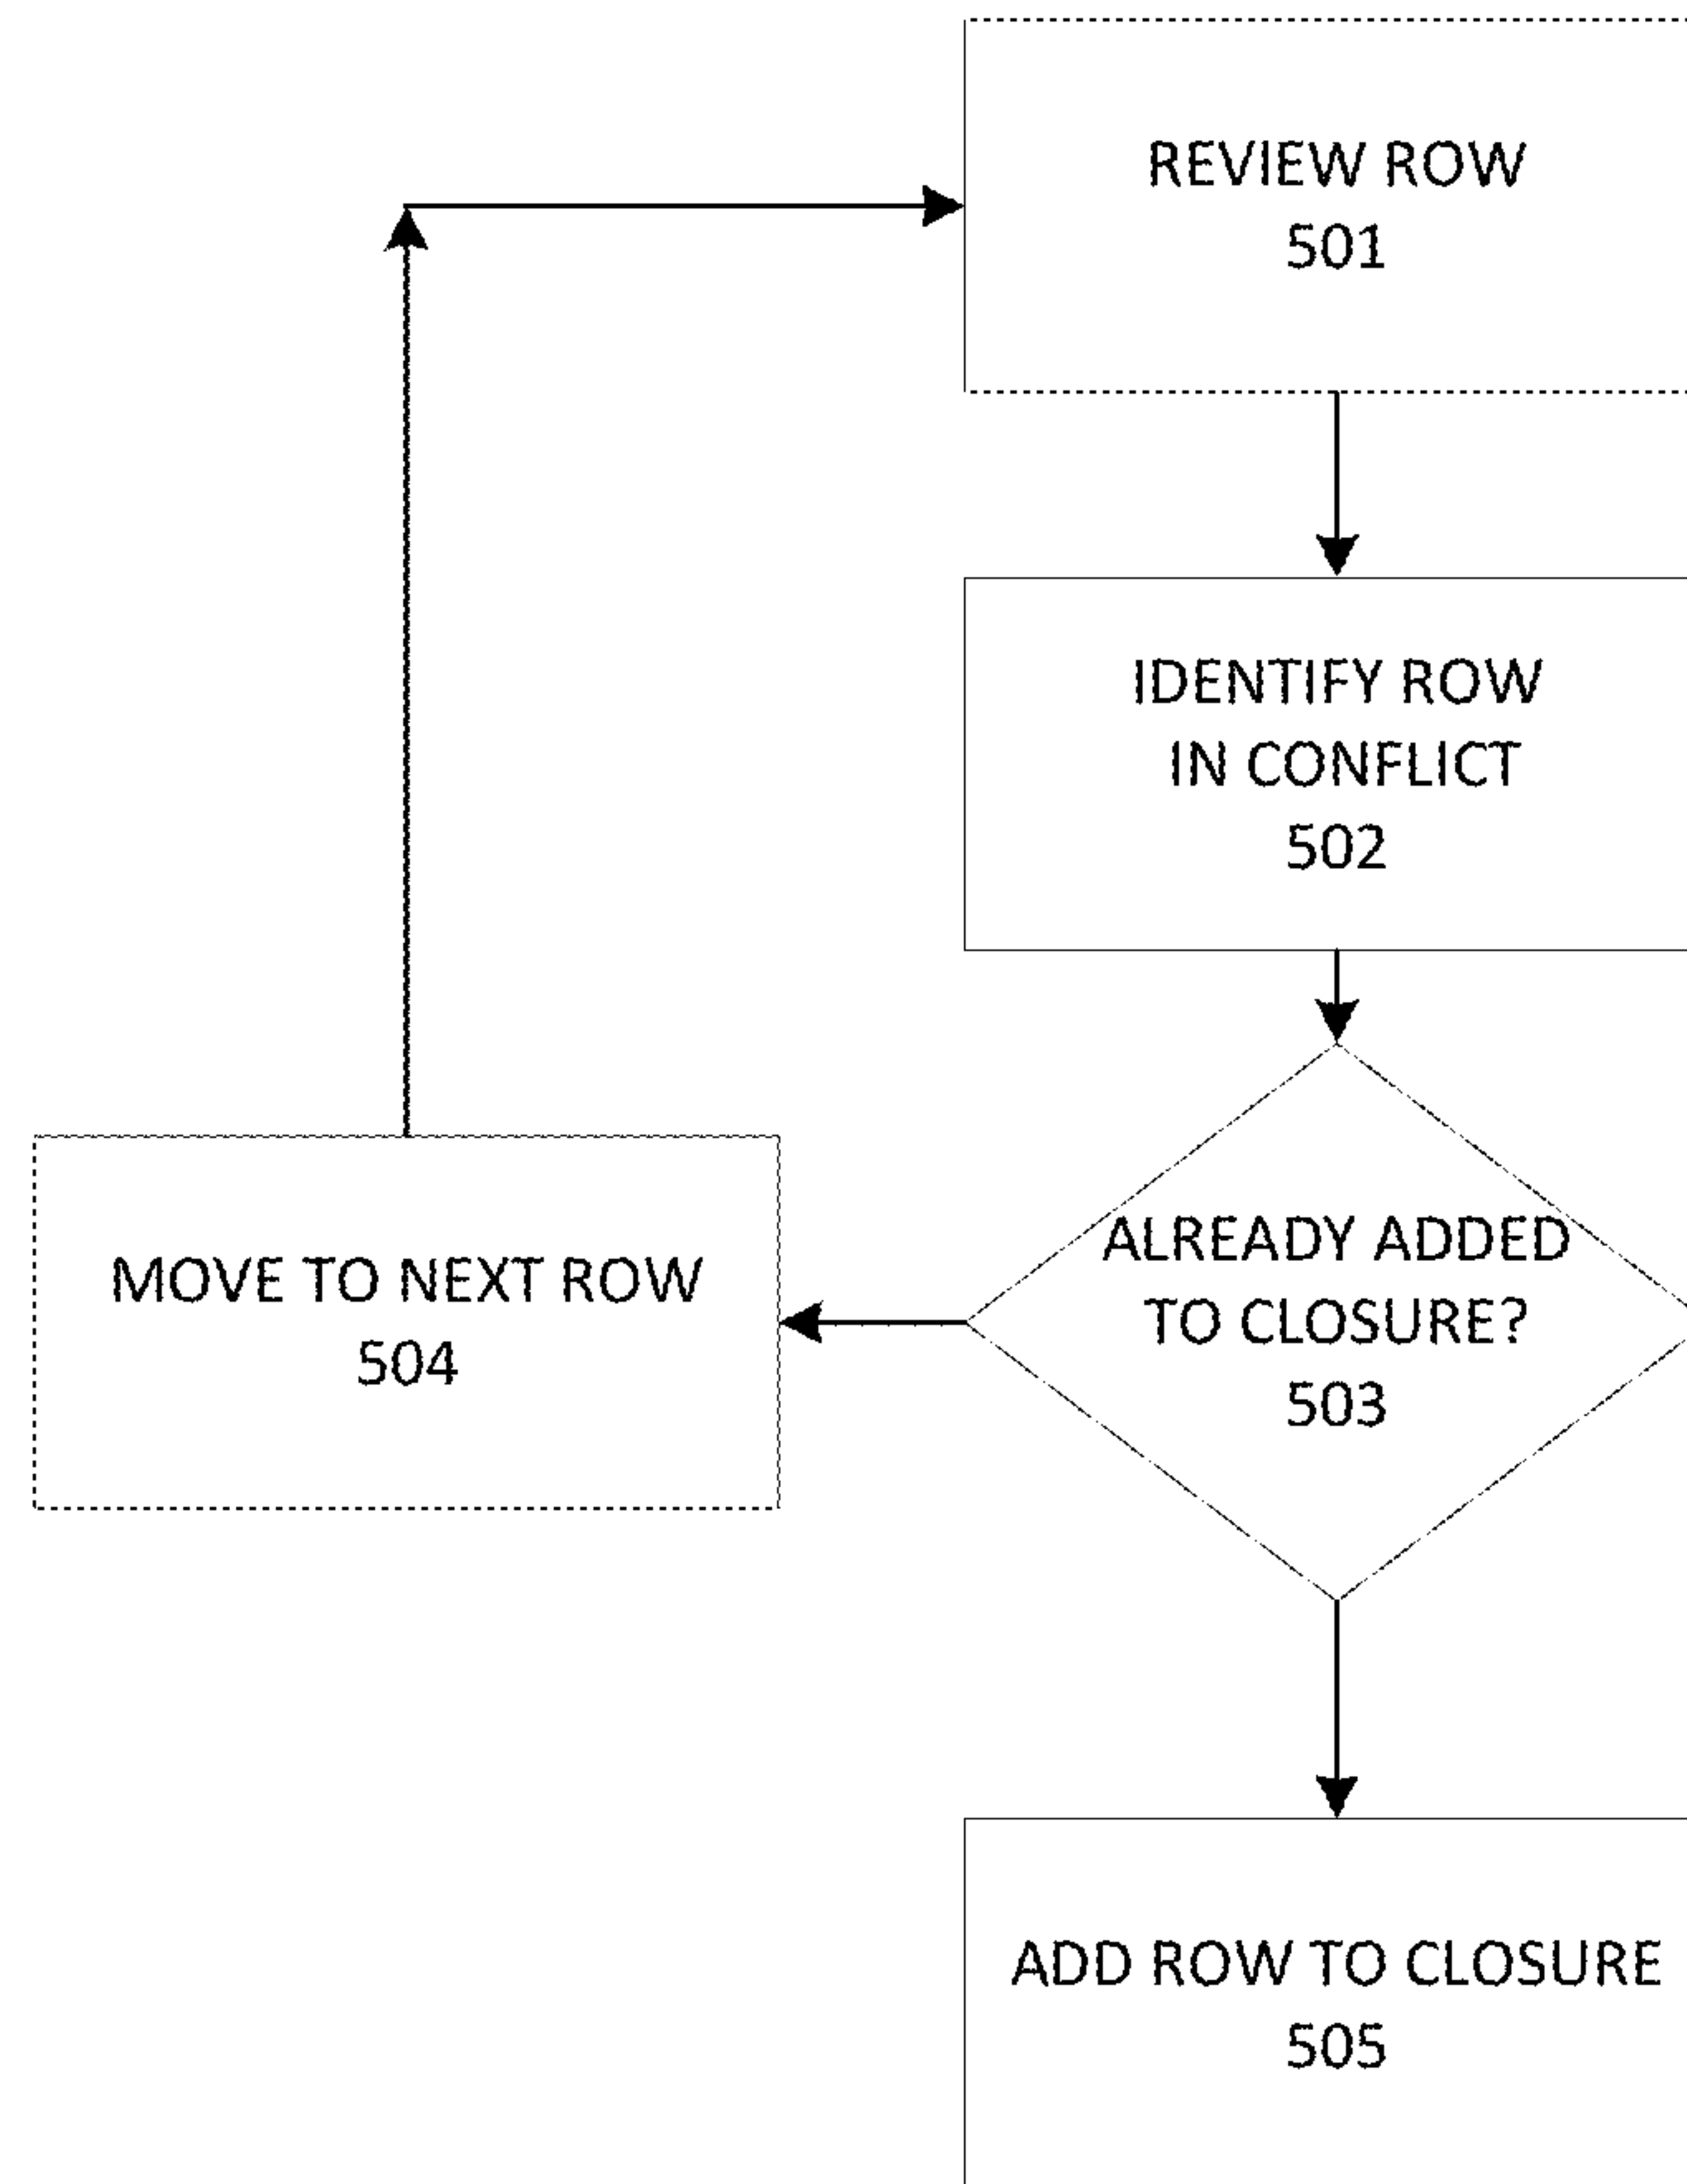 REVIEW ROW
501
IDENTIFY ROW
IN CONFLICT
502
ALREADY ADDED
TO CLOSURE?
503
MOVE TO NEXT ROW
504
ADD ROW TO CLOSURE
505